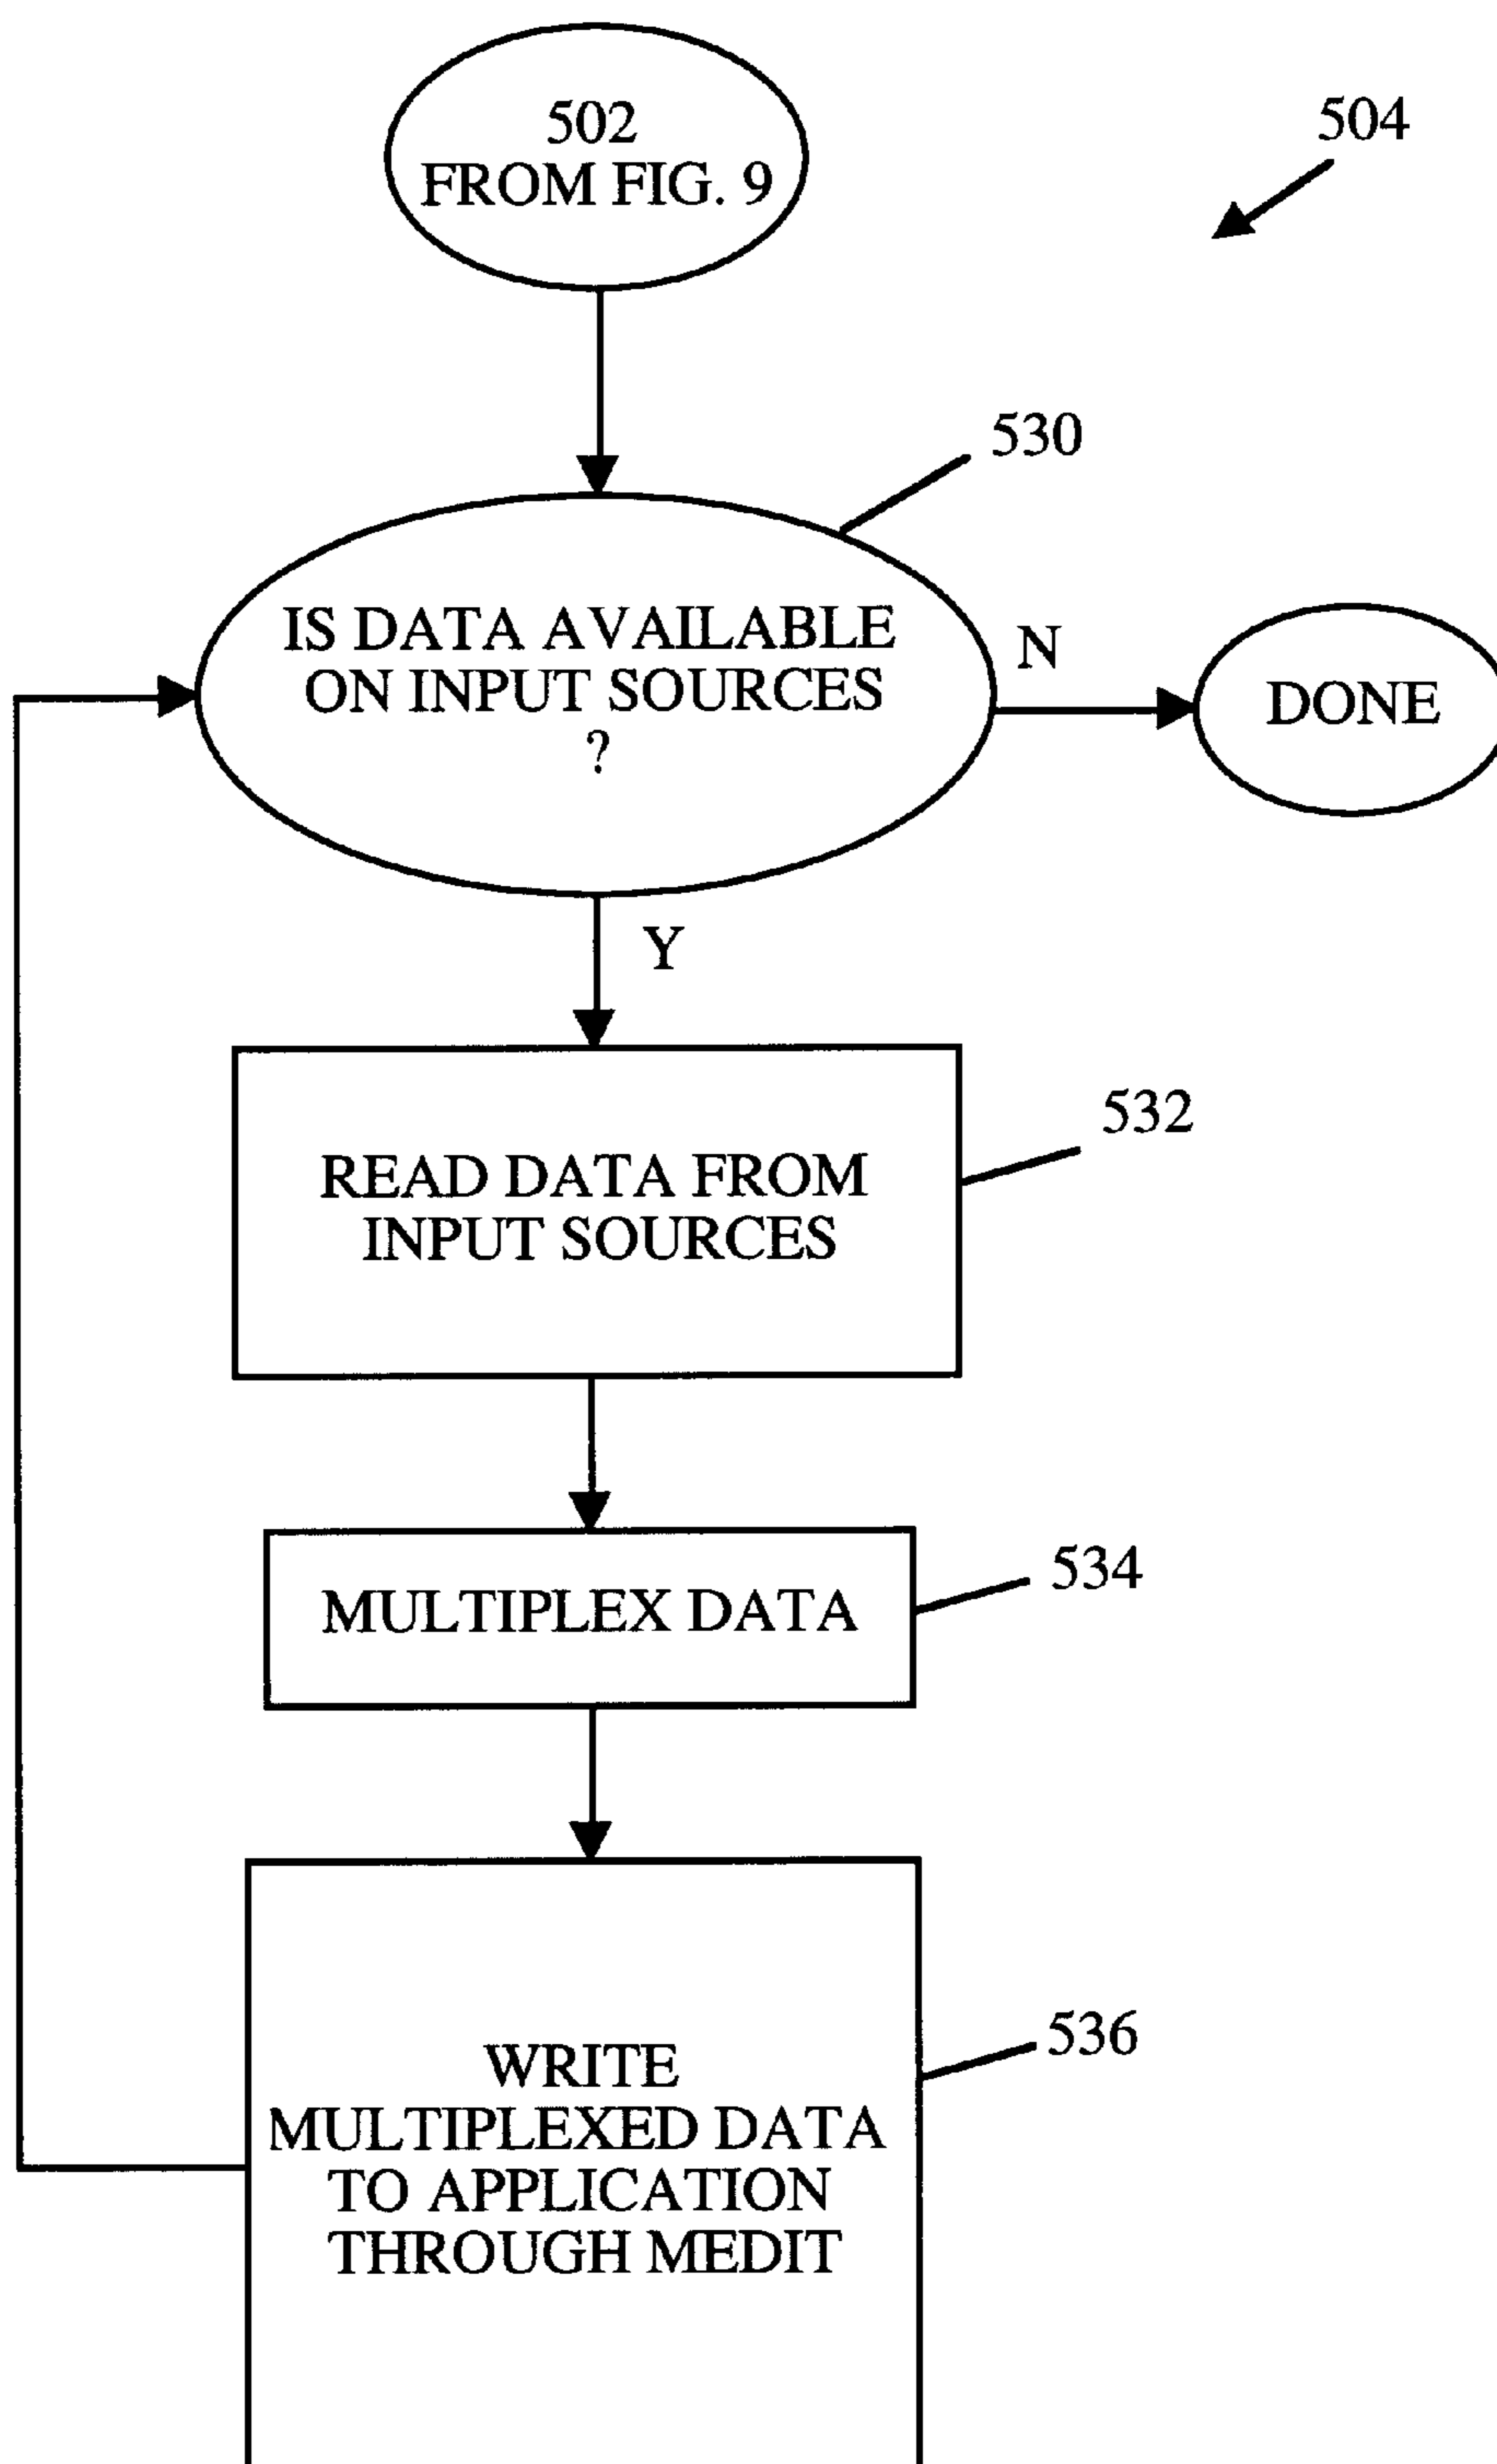 502
FROM FIG. 9
504
530
IS DATA AVAILABLE
ON INPUT SOURCES
?
N
DONE
Y
532
READ DATA FROM
INPUT SOURCES
534
MULTIPLEX DATA
536
WRITE
MULTIPLEXED DATA
TO APPLICATION
THROUGH MEDIT